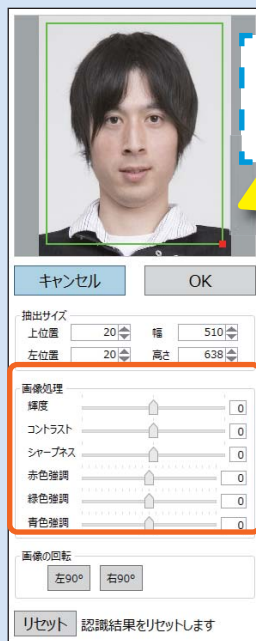 キャンセル OK
抽出サイズ
上位置 20 幅 510
左位置 20 高さ 638
画像処理
輝度 0
コントラスト 0
シャープネス 0
赤色強調 0
緑色強調 0
青色強調 0
画像の回転
左90° 右90°
リセット 認識結果をリセットします